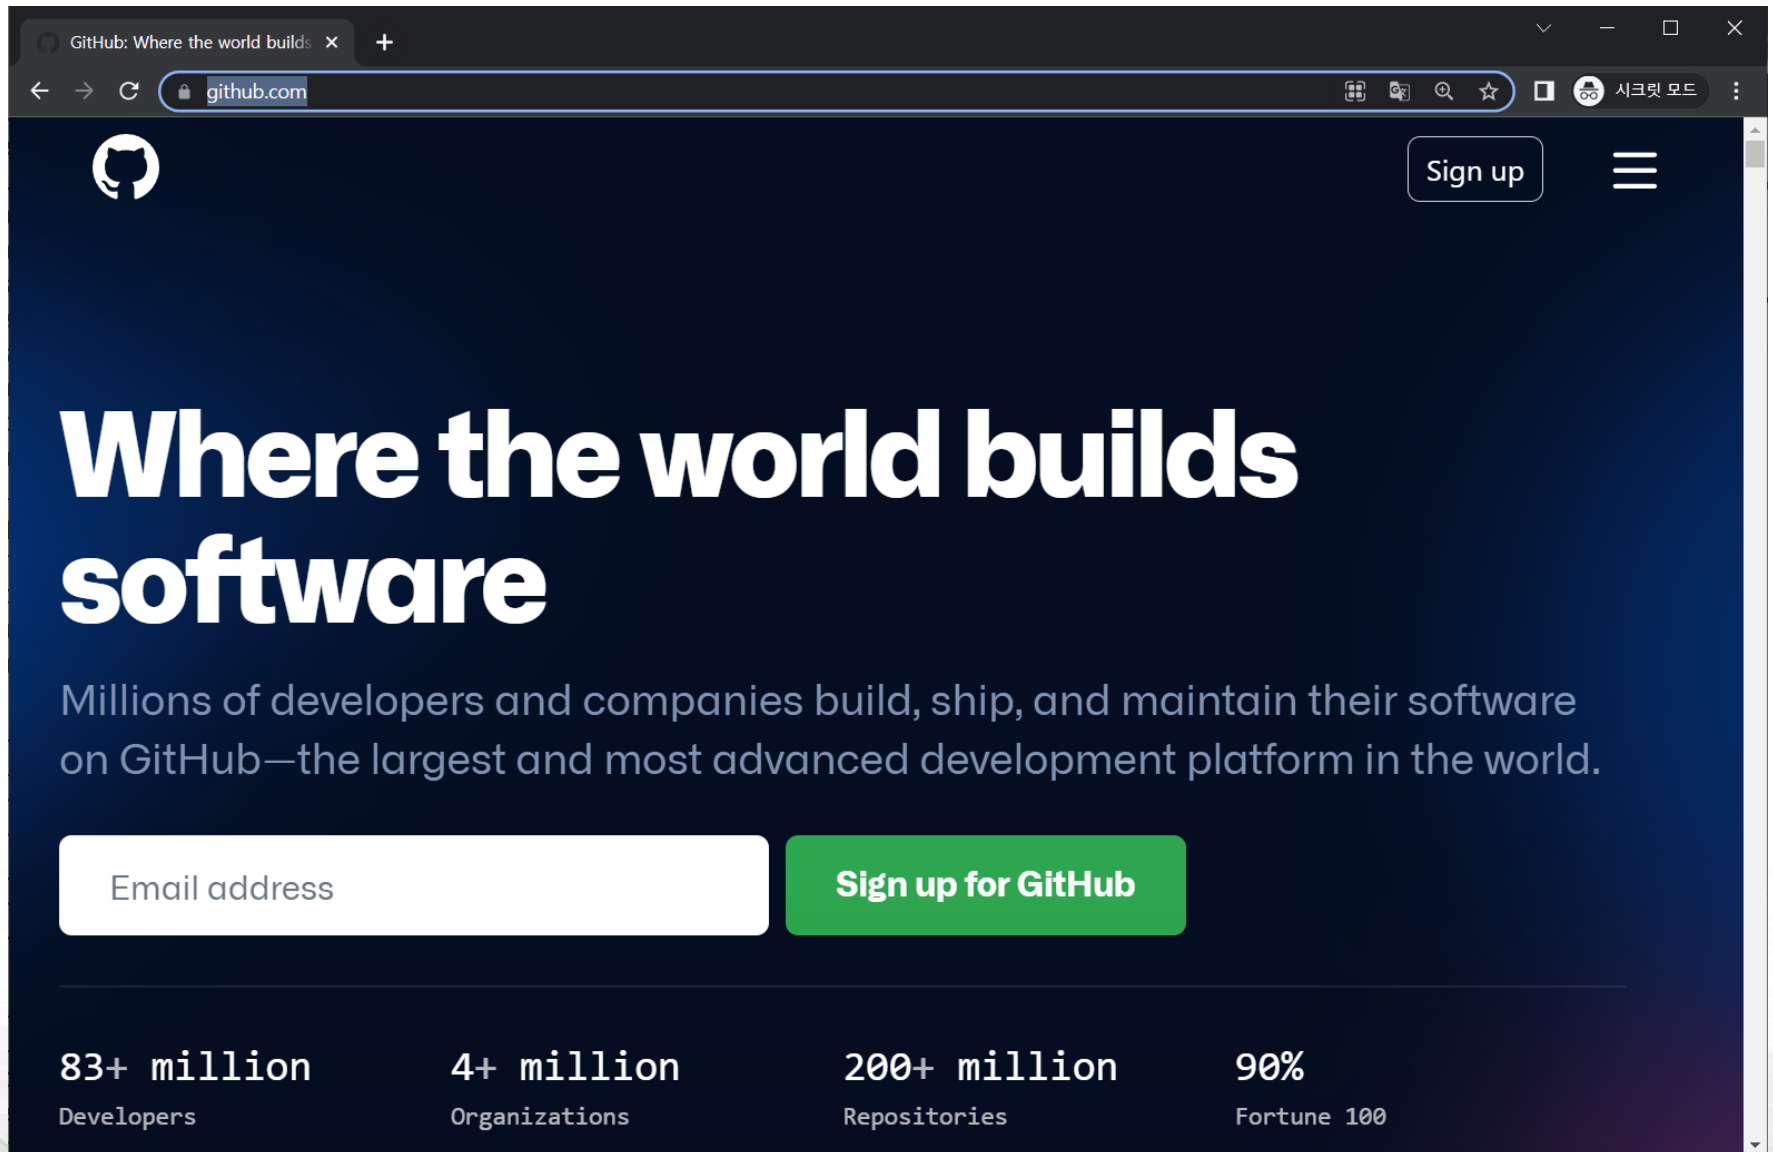 GitHub: Where the world builds
github.com
시크릿 모드
Sign up
Where the world builds
software
Millions of developers and companies build, ship, and maintain their software
on GitHub—the largest and most advanced development platform in the world.
Email address
Sign up for GitHub
83+ million
4+ million
200+ million
90%
Developers
Organizations
Repositories
Fortune 100